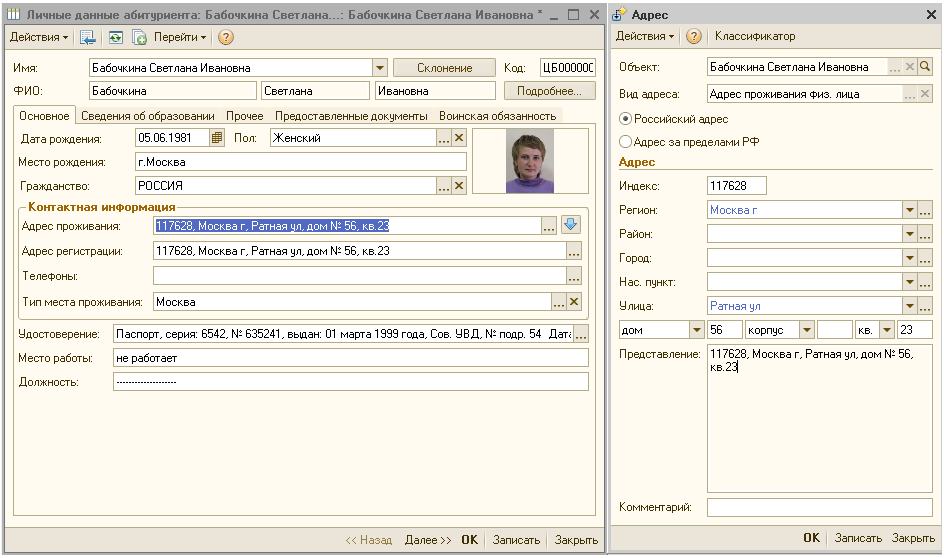 Личные данные абитуриента: Бабочкина Светлана...: Бабочкина Светлана Ивановна *
Действия Перейти
Имя: Бабочкина Светлана Ивановна Склонение Код: ЦБ000000
ФИО: Бабочкина Светлана Ивановна Подробнее...
Основное Сведения об образовании Прочее Предоставленные документы Воинская обязанность
Дата рождения: 05.06.1981 Пол: Женский ...
Место рождения: г.Москва
Гражданство: РОССИЯ ...
Контактная информация
Адрес проживания: 117628, Москва г, Ратная ул, дом № 56, кв.23 ...
Адрес регистрации: 117628, Москва г, Ратная ул, дом № 56, кв.23 ...
Телефоны: ...
Тип места проживания: Москва ...
Удостоверение: Паспорт, серия: 6542, № 635241, выдан: 01 марта 1999 года, Сов. УВД, № подр. 54 Дата ...
Место работы: не работает
Должность: -------------------
<< Назад Далее >> OK Записать Закрыть
Адрес
Действия Классификатор
Объект: Бабочкина Светлана Ивановна ...
Вид адреса: Адрес проживания физ. лица ...
Российский адрес
Адрес за пределами РФ
Адрес
Индекс: 117628
Регион: Москва г ...
Район: ...
Город: ...
Нас. пункт: ...
Улица: Ратная ул ...
дом 56 корпус кв. 23
Представление: 117628, Москва г, Ратная ул, дом № 56,
кв.23
Комментарий:
OK Записать Закрыть